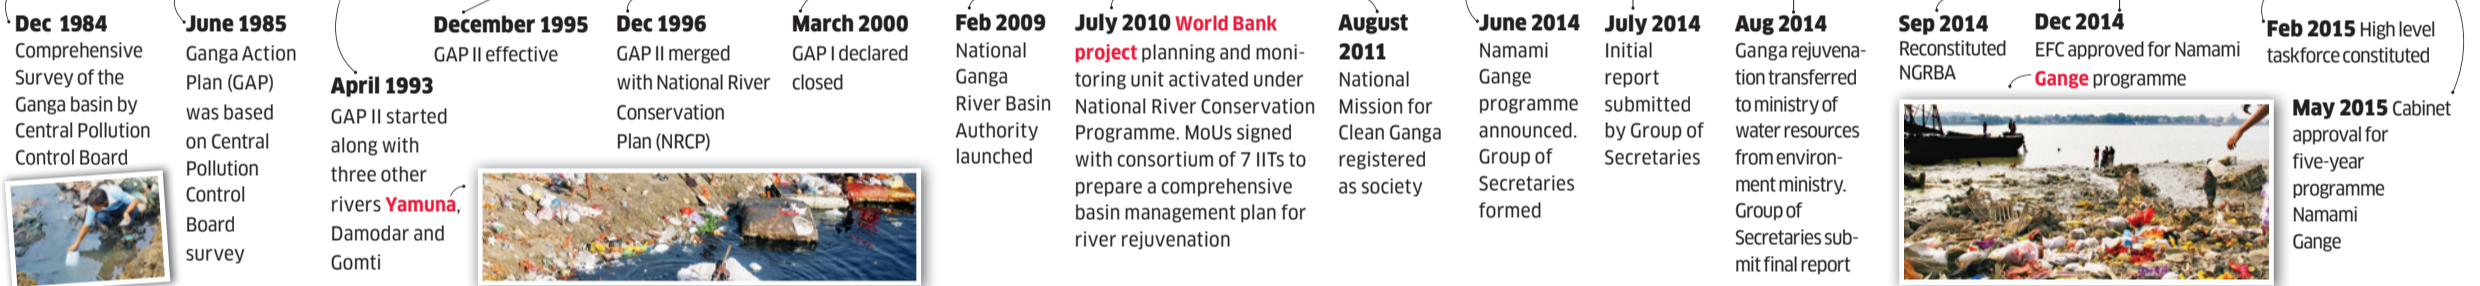 Dec 1984
Comprehensive
Survey of the
Ganga basin by
Central Pollution
Control Board
June 1985
Ganga Action
Plan (GAP)
was based
on Central
Pollution
Control
Board
survey
April 1993
GAP II started
along with
three other
rivers Yamuna,
Damodar and
Gomti
December 1995
GAP II effective
Dec 1996
GAP II merged
with National River
Conservation
Plan (NRCP)
March 2000
GAP I declared
closed
Feb 2009
National
Ganga
River Basin
Authority
launched
July 2010 World Bank
project planning and moni-
toring unit activated under
National River Conservation
Programme. MoUs signed
with consortium of 7 IITs to
prepare a comprehensive
basin management plan for
river rejuvenation
August
2011
National
Mission for
Clean Ganga
registered
as society
June 2014
Namami
Gange
programme
announced.
Group of
Secretaries
formed
July 2014
Initial
report
submitted
by Group of
Secretaries
Aug 2014
Ganga rejuvena-
tion transferred
to ministry of
water resources
from environ-
ment ministry.
Group of
Secretaries sub-
mit final report
Sep 2014
Reconstituted
NGRBA
Dec 2014
EFC approved for Namami
Gange programme
Feb 2015 High level
taskforce constituted
May 2015 Cabinet
approval for
five-year
programme
Namami
Gange